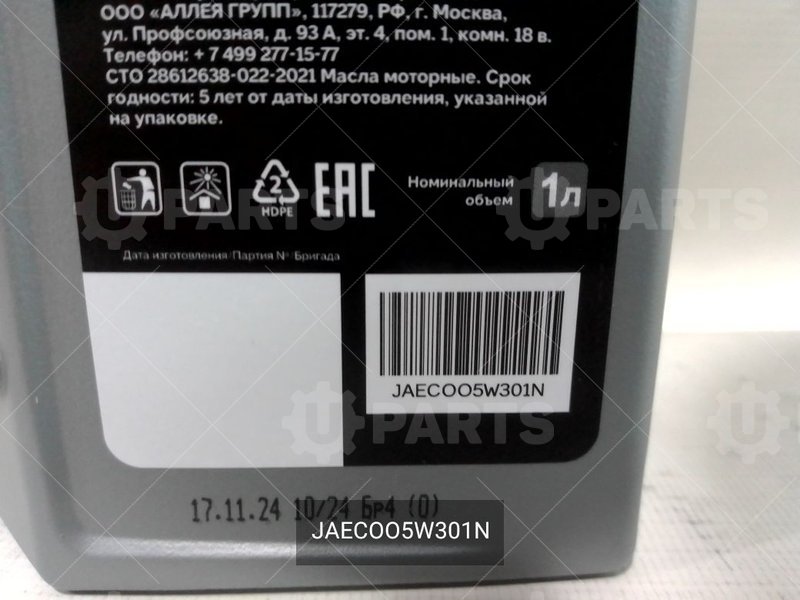 ООО «АЛЛЕЯ ГРУПП», 117279, РФ, г. Москва,
ул. Профсоюзная, д. 93 А, эт. 4, пом. 1, комн. 18 в.
Телефон: + 7 499 277-15-77
СТО 28612638-022-2021 Масла моторные. Срок
годности: 5 лет от даты изготовления, указанной
на упаковке.
2
HDPE
EAC
Номинальный
объем
1л
U PARTS
U PARTS
Дата изготовления/Партия №/Бригада
JAECOO5W301N
U PARTS
17.11.24 10/24 Бр4 (0)
JAECOO5W301N